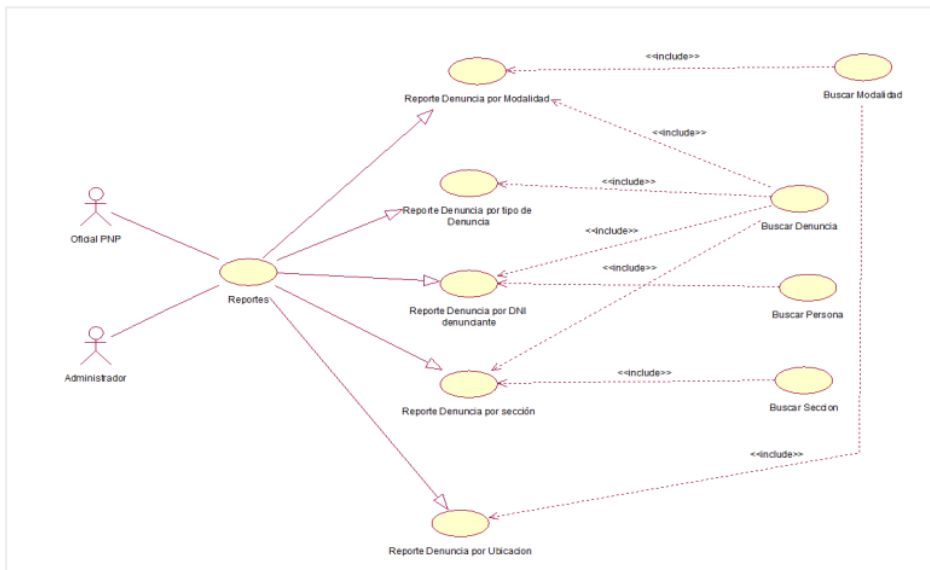 <<include>>
Reporte Denuncia por Modalidad
Buscar Modalidad
<<include>>
<<include>>
Reporte Denuncia por tipo de
Denuncia
Buscar Denuncia
Oficial PNP
<<include>>
<<include>>
Reportes
Reporte Denuncia por DNI
denunciante
Buscar Persona
Administrador
<<include>>
Reporte Denuncia por sección
Buscar Seccion
<<include>>
Reporte Denuncia por Ubicacion